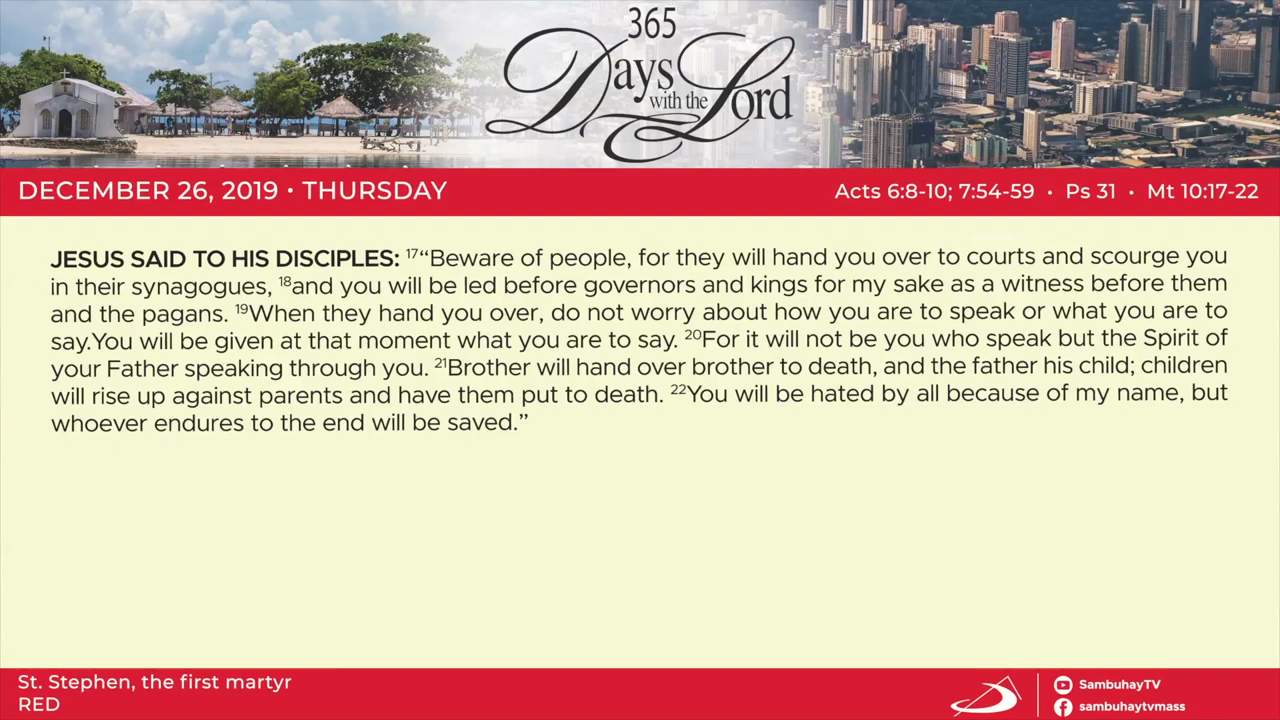 365
Days
with the
Lord
DECEMBER 26, 2019 • THURSDAY
Acts 6:8-10; 7:54-59 • Ps 31 • Mt 10:17-22
JESUS SAID TO HIS DISCIPLES: 17“Beware of people, for they will hand you over to courts and scourge you
in their synagogues, 18and you will be led before governors and kings for my sake as a witness before them
and the pagans. 19When they hand you over, do not worry about how you are to speak or what you are to
say.You will be given at that moment what you are to say. 20For it will not be you who speak but the Spirit of
your Father speaking through you. 21Brother will hand over brother to death, and the father his child; children
will rise up against parents and have them put to death. 22You will be hated by all because of my name, but
whoever endures to the end will be saved.”
St. Stephen, the first martyr
RED
SambuhayTV
sambuhaytvmass